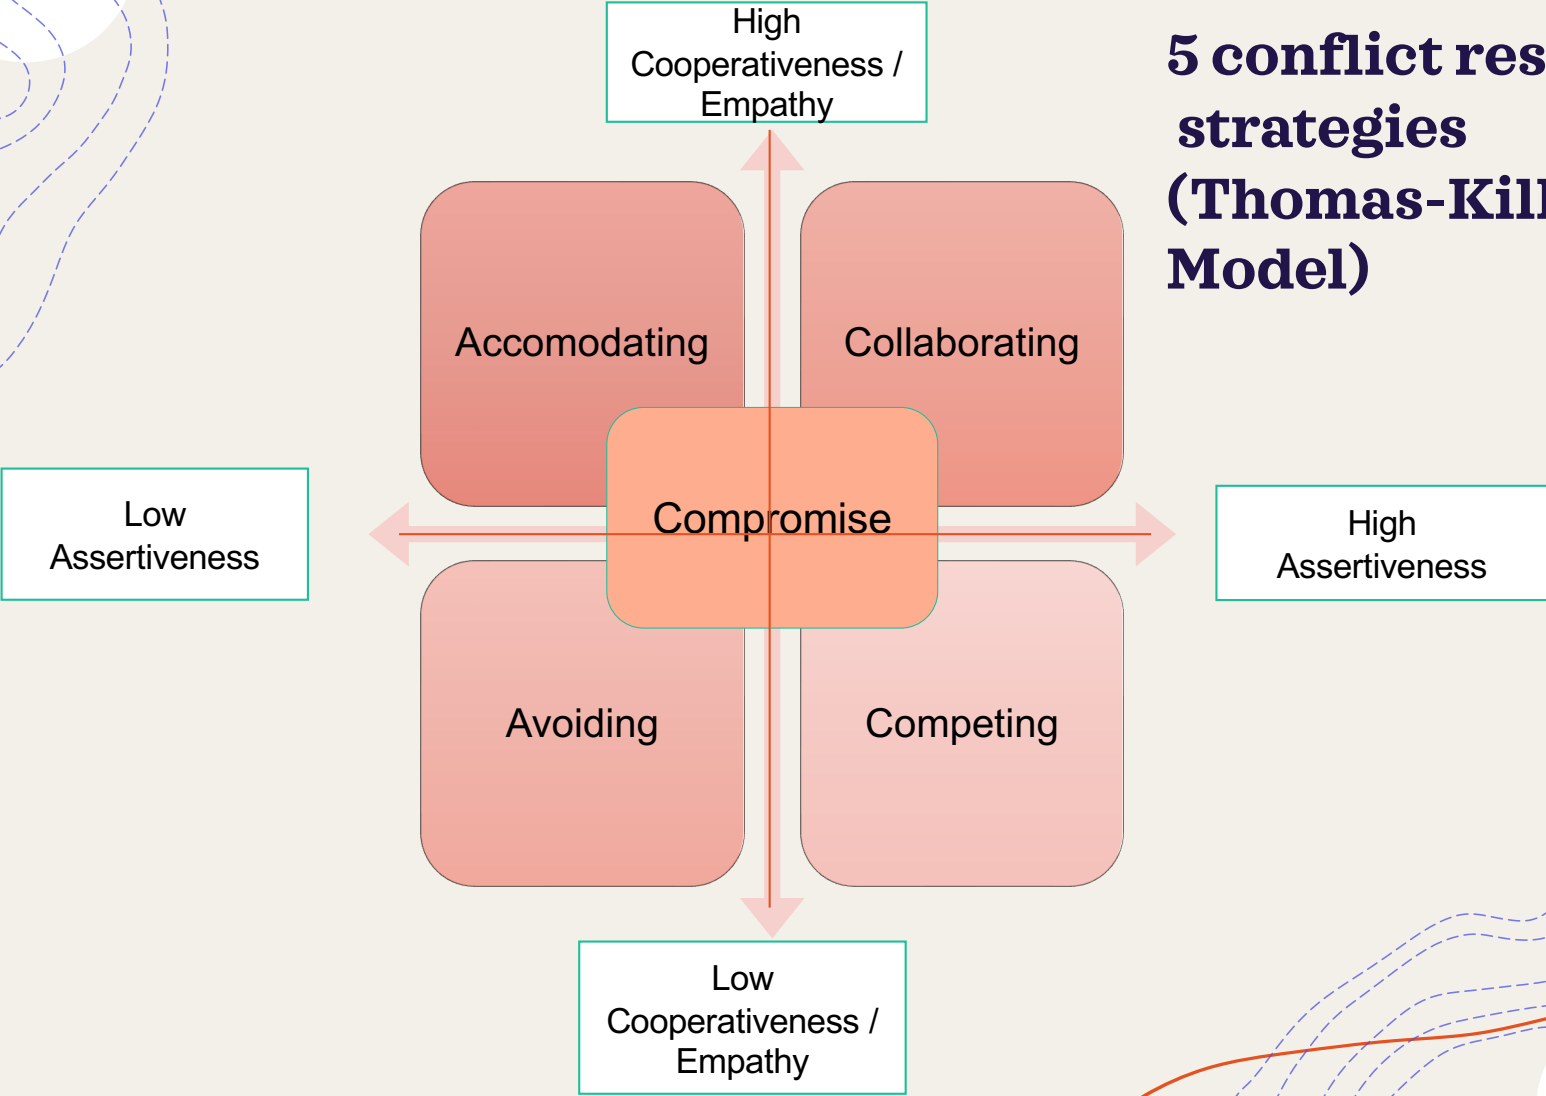 High
Cooperativeness /
Empathy
5 conflict res
strategies
(Thomas-Kil
Model)
Accomodating
Collaborating
Compromise
Low
Assertiveness
High
Assertiveness
Avoiding
Competing
Low
Cooperativeness /
Empathy